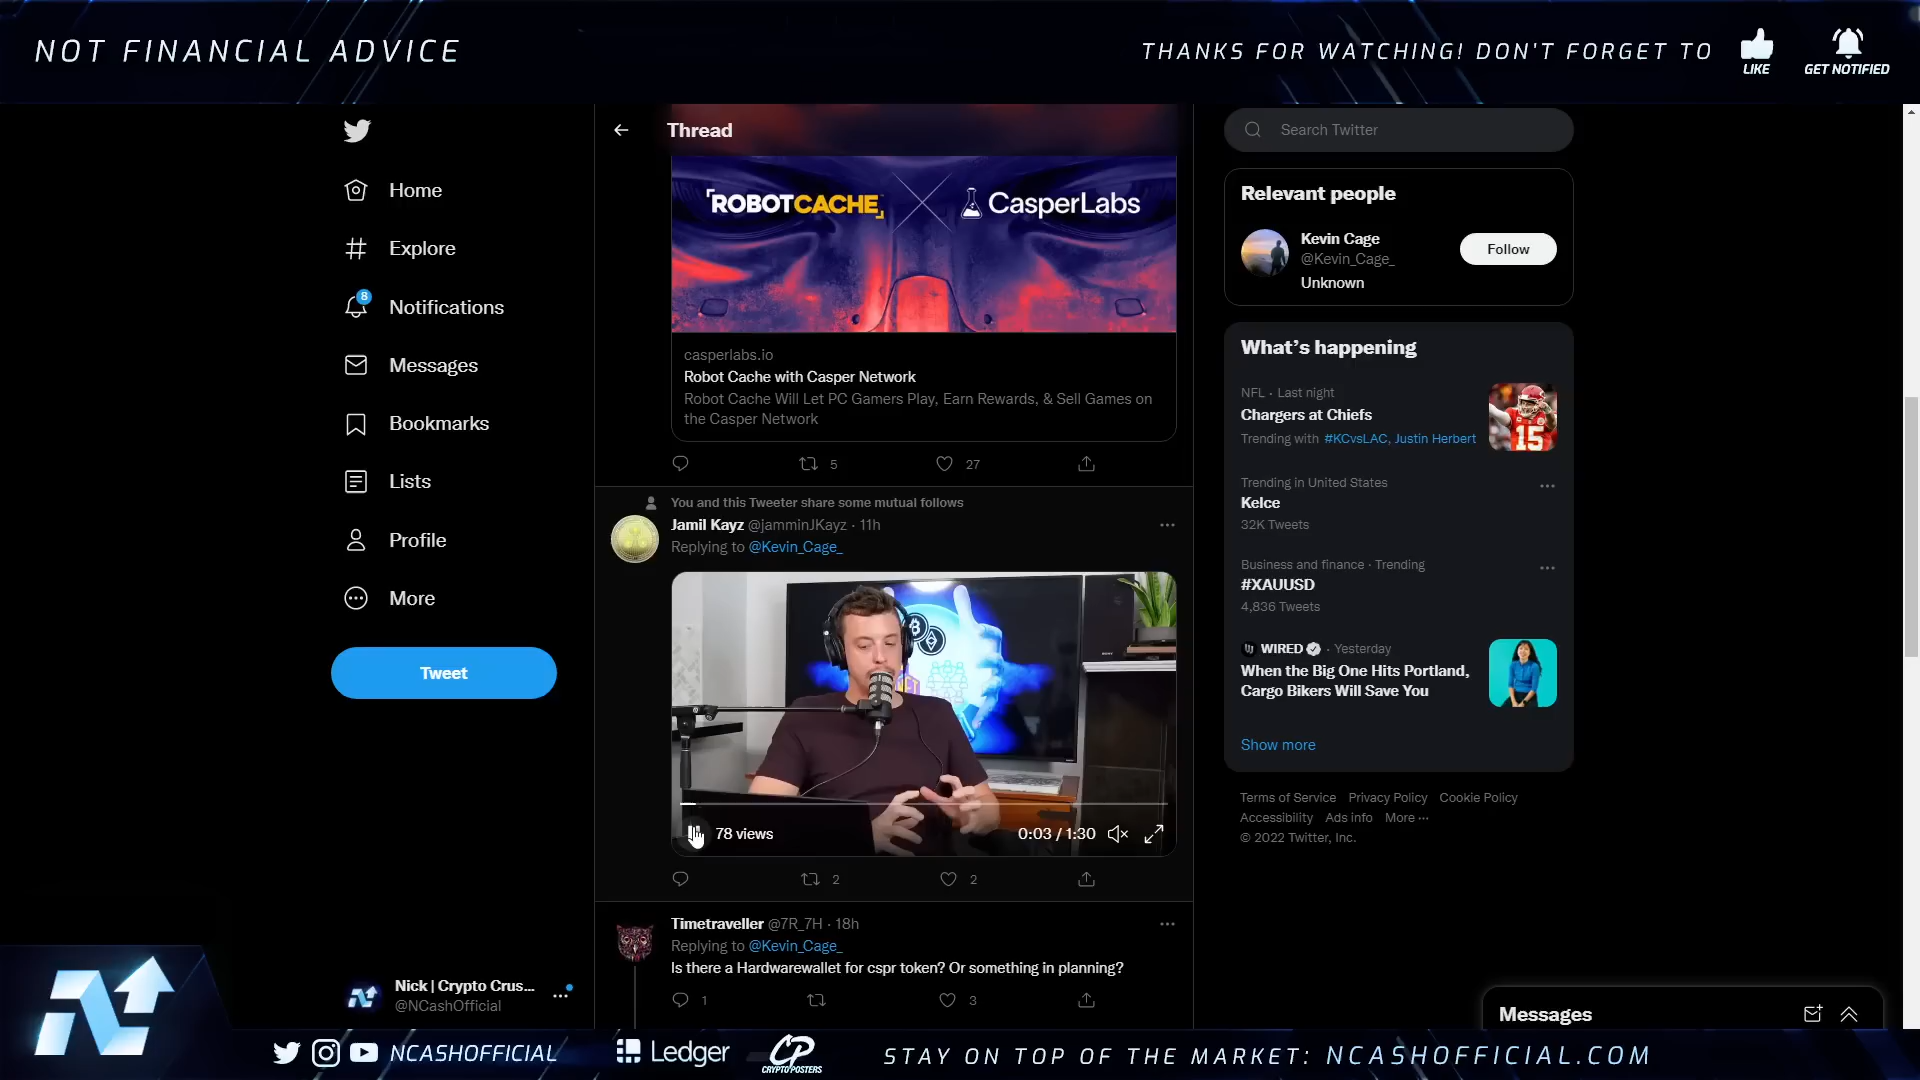 NOT FINANCIAL ADVICE
THANKS FOR WATCHING! DON'T FORGET TO
LIKE
GET NOTIFIED
Home
Explore
8
Notifications
Messages
Bookmarks
Lists
Profile
More
Tweet
Nick | Crypto Crus...
@NCashOfficial
Thread
ROBOTCACHE
CasperLabs
casperlabs.io
Robot Cache with Casper Network
Robot Cache Will Let PC Gamers Play, Earn Rewards, & Sell Games on
the Casper Network
5
27
You and this Tweeter share some mutual follows
Jamil Kayz @jamminJKayz · 11h
Replying to @Kevin_Cage_
78 views
0:03 / 1:30
2
2
Timetraveller @7R_7H · 18h
Replying to @Kevin_Cage_
Is there a Hardwarewallet for cspr token? Or something in planning?
1
3
Search Twitter
Relevant people
Kevin Cage
@Kevin_Cage_
Follow
Unknown
What's happening
NFL · Last night
Chargers at Chiefs
Trending with #KCvsLAC, Justin Herbert
15
Trending in United States
Kelce
32K Tweets
Business and finance · Trending
#XAUUSD
4,836 Tweets
WIRED · Yesterday
When the Big One Hits Portland,
Cargo Bikers Will Save You
Show more
Terms of Service Privacy Policy Cookie Policy
Accessibility Ads info More ···
© 2022 Twitter, Inc.
Messages
NCASHOFFICIAL
Ledger
CP
CRYPTOPOSTERS
STAY ON TOP OF THE MARKET: NCASHOFFICIAL.COM